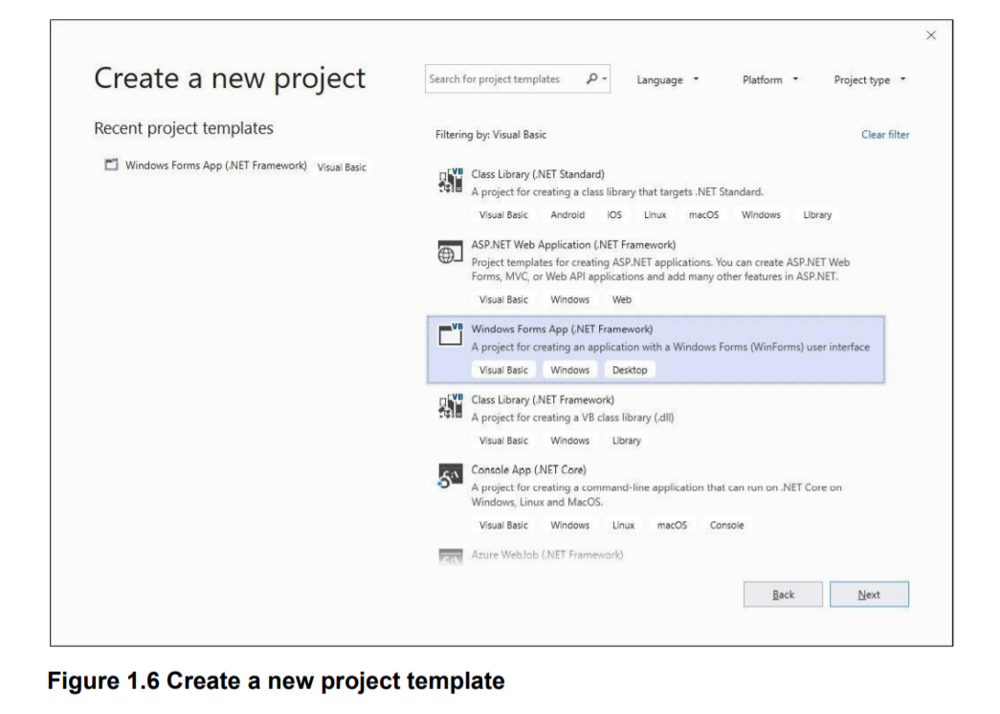 Create a new project
Search for project templates
Language
Platform
Project type
Recent project templates
Filtering by: Visual Basic
Clear filter
Windows Forms App (.NET Framework) Visual Basic
Class Library (.NET Standard)
A project for creating a class library that targets .NET Standard.
Visual Basic Android iOS Linux macOS Windows Library
ASP.NET Web Application (.NET Framework)
Project templates for creating ASP.NET applications. You can create ASP.NET Web
Forms, MVC, or Web API applications and add many other features in ASP.NET.
Visual Basic Windows Web
Windows Forms App (.NET Framework)
A project for creating an application with a Windows Forms (WinForms) user interface
Visual Basic Windows Desktop
Class Library (.NET Framework)
A project for creating a VB class library (.dll)
Visual Basic Windows Library
Console App (.NET Core)
A project for creating a command-line application that can run on .NET Core on
Windows, Linux and MacOS.
Visual Basic Windows Linux macOS Console
Azure WebJob (.NET Framework)
Back
Next
Figure 1.6 Create a new project template